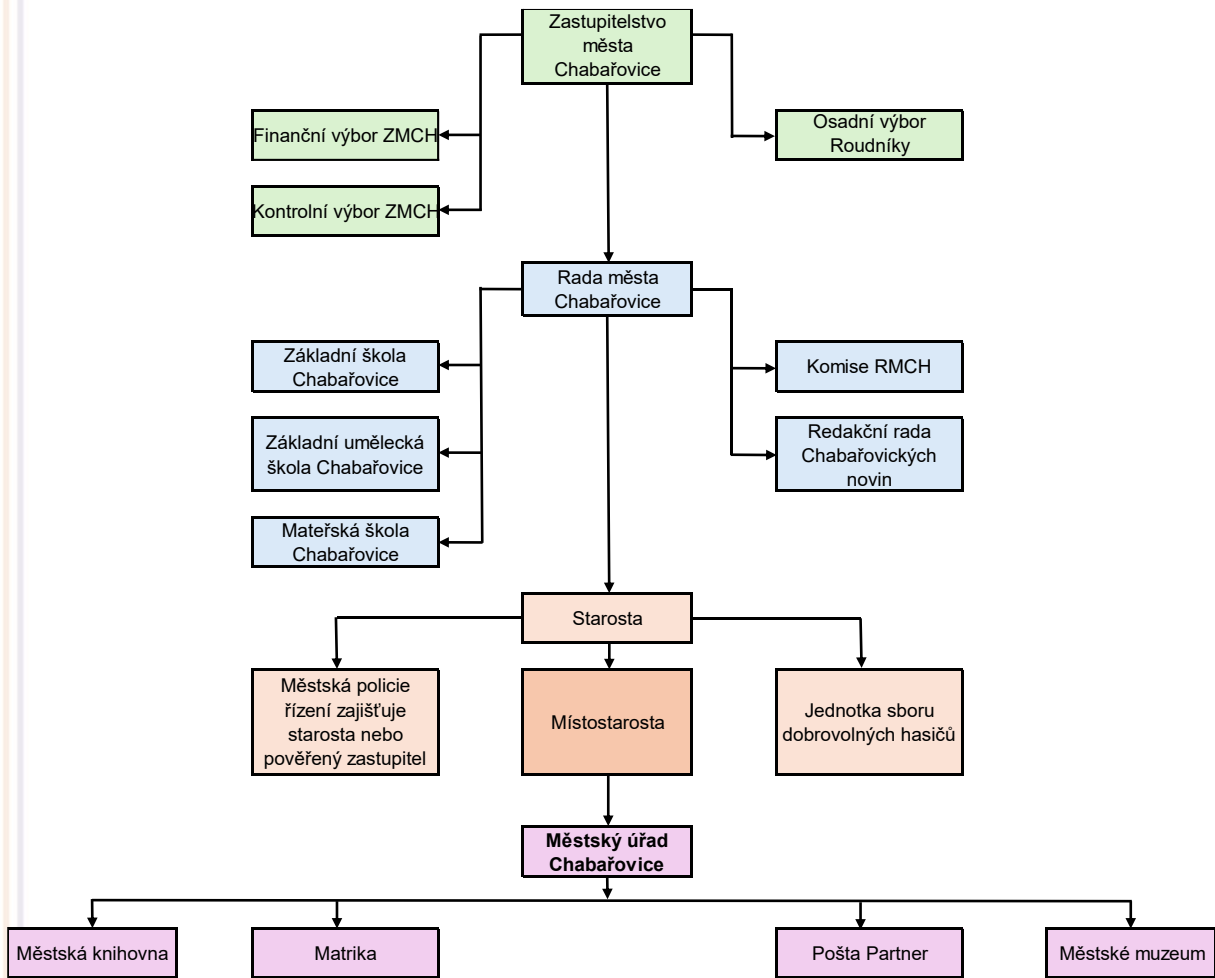 Zastupitelstvo
města
Chabařovice
Finanční výbor ZMCH
Osadní výbor
Roudníky
Kontrolní výbor ZMCH
Rada města
Chabařovice
Základní škola
Chabařovice
Komise RMCH
Základní umělecká
škola Chabařovice
Redakční rada
Chabařovických
novin
Mateřská škola
Chabařovice
Starosta
Městská policie
řízení zajišťuje
starosta nebo
pověřený zastupitel
Místostarosta
Jednotka sboru
dobrovolných hasičů
Městský úřad
Chabařovice
Městská knihovna
Matrika
Pošta Partner
Městské muzeum